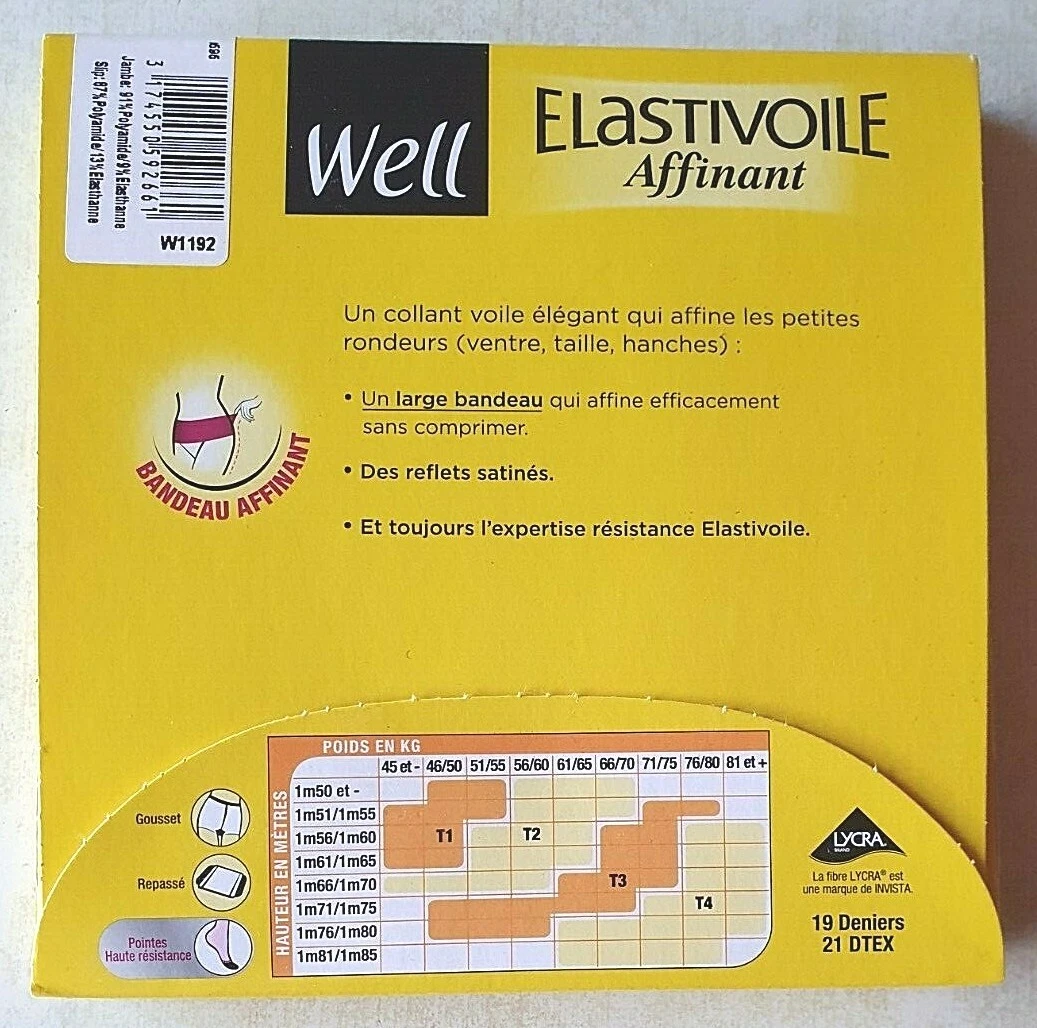 686
3 174550 592661
Jambe: 91% Polyamide/9% Elasthanne
Slip: 87% Polyamide/13% Elasthanne
W1192
Well
ELASTIVOILE
Affinant
Un collant voile élégant qui affine les petites
rondeurs (ventre, taille, hanches) :
• Un large bandeau qui affine efficacement
sans comprimer.
• Des reflets satinés.
• Et toujours l'expertise résistance Elastivoile.
BANDEAU AFFINANT
Gousset
Repassé
Pointes
Haute résistance
POIDS EN KG
45 et - 46/50 51/55 56/60 61/65 66/70 71/75 76/80 81 et +
HAUTEUR EN MÈTRES
1m50 et -
1m51/1m55
1m56/1m60 T1 T2
1m61/1m65
1m66/1m70 T3
1m71/1m75 T4
1m76/1m80
1m81/1m85
LYCRA
BRAND
La fibre LYCRA® est
une marque de INVISTA.
19 Deniers
21 DTEX